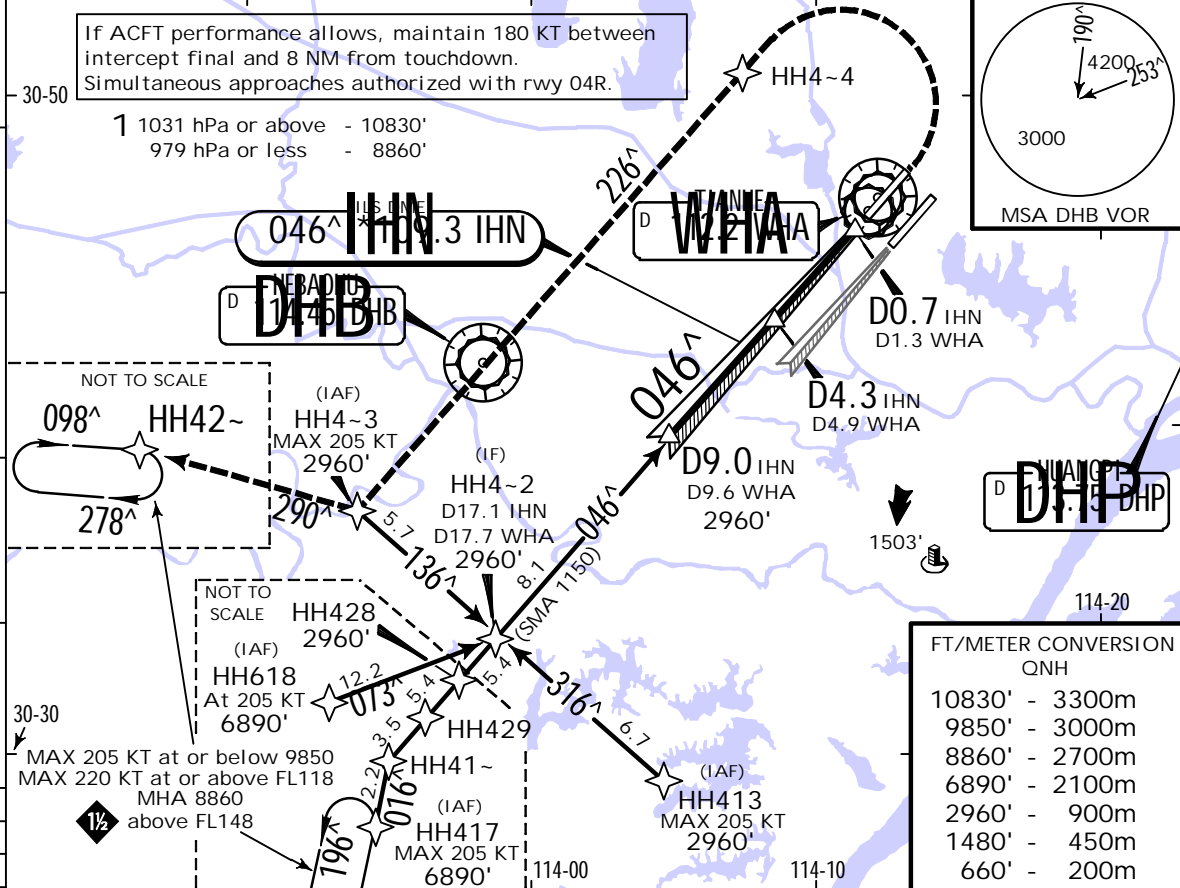 If ACFT performance allows, maintain 180 KT between
intercept final and 8 NM from touchdown.
Simultaneous approaches authorized with rwy 04R.
30-50
1 1031 hPa or above - 10830'
979 hPa or less - 8860'
HH4~4
190^
4200
253^
3000
MSA DHB VOR
226^
ILS DME
IHN
046^ *109.3 IHN
TIANHE
WHA
D 112.2 WHA
DHB
D 114.45 DHB
D0.7 IHN
D1.3 WHA
046^
D4.3 IHN
D4.9 WHA
NOT TO SCALE
098^
HH42~
278^
290^
(IAF)
HH4~3
MAX 205 KT
2960'
(IF)
HH4~2
D17.1 IHN
D17.7 WHA
2960'
D9.0 IHN
D9.6 WHA
2960'
HUANGPI
DHP
D 113.75 DHP
1503'
5.7
136^
046^
8.1
(SMA 1150)
114-20
NOT TO
SCALE
HH428
2960'
(IAF)
HH618
At 205 KT
6890'
12.2
073^
5.4
5.4
316^
6.7
3.5
HH429
30-30
MAX 205 KT at or below 9850
MAX 220 KT at or above FL118
MHA 8860
above FL148
1½
HH41~
2.2
016^
196^
(IAF)
HH417
MAX 205 KT
6890'
(IAF)
HH413
MAX 205 KT
2960'
114-00
114-10
FT/METER CONVERSION
QNH
10830' - 3300m
9850' - 3000m
8860' - 2700m
6890' - 2100m
2960' - 900m
1480' - 450m
660' - 200m